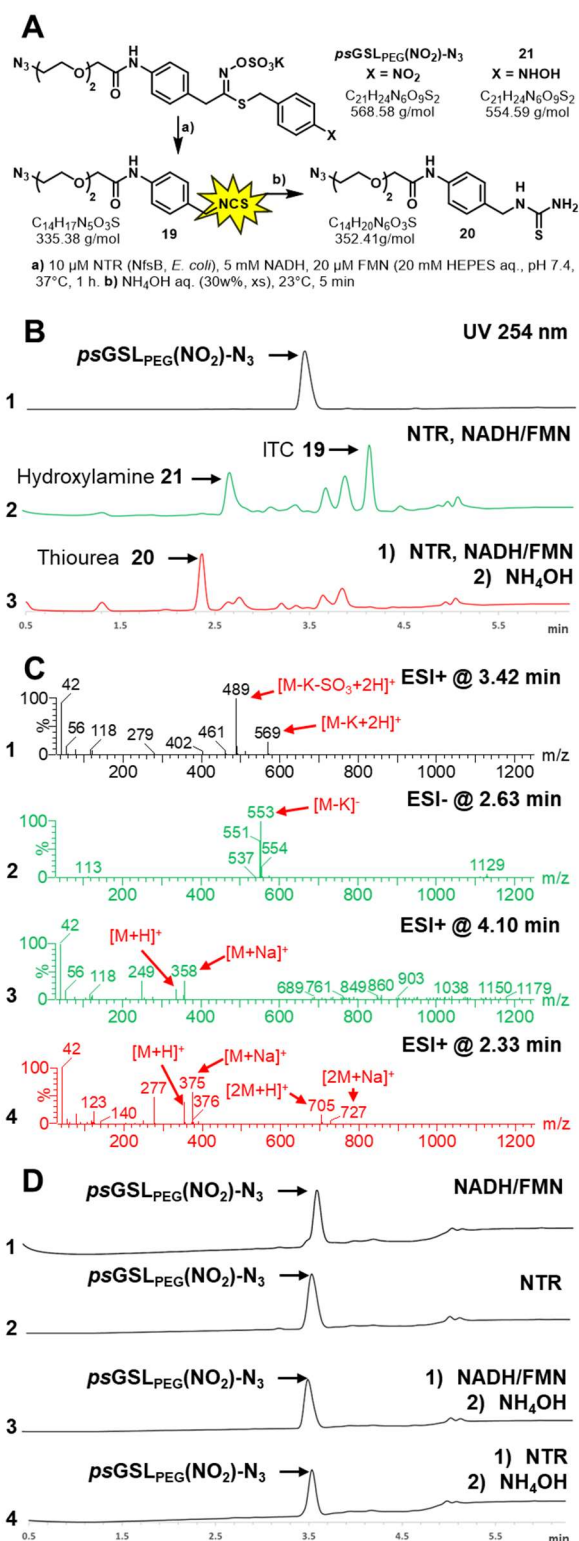 A
N₃
O
2
O
H
N
N
OSO₃K
S
X
psGSL_PEG(NO₂)-N₃ 21
X = NO₂ X = NHOH
C₂₁H₂₄N₆O₉S₂ C₂₁H₂₄N₆O₉S₂
568.58 g/mol 554.59 g/mol
a)
N₃
O
2
O
H
N
NCS
b)
N₃
O
2
O
H
N
H
N
NH₂
S
C₁₄H₁₇N₅O₃S 19
335.38 g/mol
C₁₄H₂₀N₆O₃S 20
352.41g/mol
a) 10 µM NTR (NfsB, E. coli), 5 mM NADH, 20 µM FMN (20 mM HEPES aq., pH 7.4,
37°C, 1 h. b) NH₄OH aq. (30w%, xs), 23°C, 5 min
B
UV 254 nm
psGSL_PEG(NO₂)-N₃
1
NTR, NADH/FMN
ITC 19
Hydroxylamine 21
2
1) NTR, NADH/FMN
2) NH₄OH
Thiourea 20
3
0.5 1.5 2.5 3.5 4.5 5.5 min
C
ESI+ @ 3.42 min
[M-K-SO₃+2H]⁺
[M-K+2H]⁺
100 % 0
42 56 118 279 402 461 489 569
1
200 400 600 800 1000 1200 m/z
ESI- @ 2.63 min
[M-K]⁻
100 % 0
113 537 551 553 554 1129
2
200 400 600 800 1000 1200 m/z
ESI+ @ 4.10 min
[M+H]⁺ [M+Na]⁺
100 % 0
42 56 118 249 358 689 761 849 860 903 1038 1150 1179
3
200 400 600 800 1000 1200 m/z
ESI+ @ 2.33 min
[M+H]⁺ [M+Na]⁺ [2M+H]⁺ [2M+Na]⁺
100 % 0
42 123 140 277 375 376 705 727
4
200 400 600 800 1000 1200 m/z
D
psGSL_PEG(NO₂)-N₃ NADH/FMN
1
psGSL_PEG(NO₂)-N₃ NTR
2
psGSL_PEG(NO₂)-N₃ 1) NADH/FMN
2) NH₄OH
3
psGSL_PEG(NO₂)-N₃ 1) NTR
2) NH₄OH
4
0.5 1.5 2.5 3.5 4.5 5.5 min